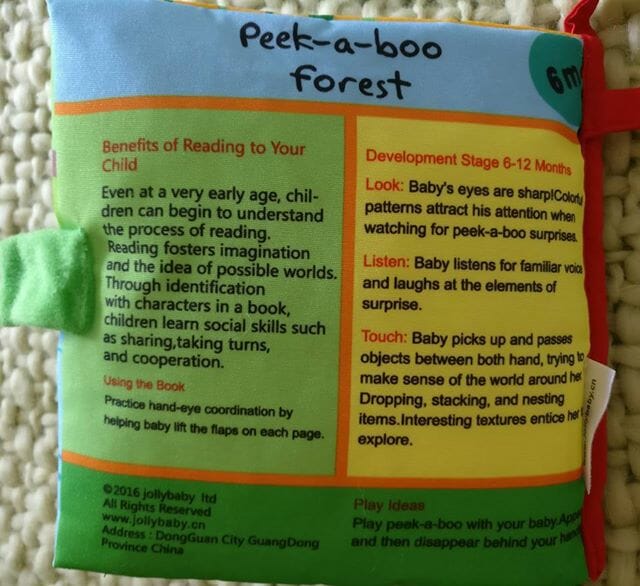 Peek-a-boo
forest
6m
Benefits of Reading to Your
Child
Even at a very early age, chil-
dren can begin to understand
the process of reading.
Reading fosters imagination
and the idea of possible worlds.
Through identification
with characters in a book,
children learn social skills such
as sharing,taking turns,
and cooperation.
Using the Book
Practice hand-eye coordination by
helping baby lift the flaps on each page.
Development Stage 6-12 Months
Look: Baby's eyes are sharp!Colorful
patterns attract his attention when
watching for peek-a-boo surprises.
Listen: Baby listens for familiar voice
and laughs at the elements of
surprise.
Touch: Baby picks up and passes
objects between both hand, trying to
make sense of the world around her
Dropping, stacking, and nesting
items.Interesting textures entice her
explore.
©2016 jollybaby ltd
All Rights Reserved
www.jollybaby.cn
Address : DongGuan City GuangDong
Province China
Play Ideas
Play peek-a-boo with your baby.
and then disappear behind your